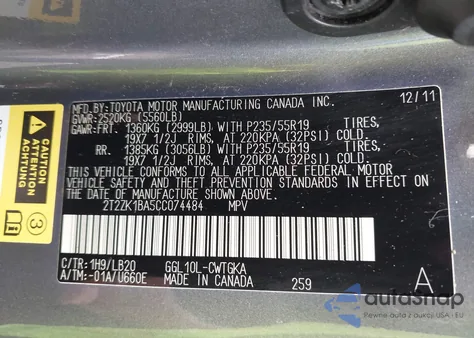 MFD. BY: TOYOTA MOTOR MANUFACTURING CANADA INC. 12/11
GVWR: 2520KG (5560LB)
GAWR: FRT. 1360KG (2999LB) WITH P235/55R19 TIRES,
19X7 1/2J RIMS, AT 220KPA (32PSI) COLD.
RR. 1385KG (3056LB) WITH P235/55R19 TIRES,
19X7 1/2J RIMS, AT 220KPA (32PSI) COLD.
THIS VEHICLE CONFORMS TO ALL APPLICABLE FEDERAL MOTOR
VEHICLE SAFETY STANDARDS IN EFFECT ON THE DATE OF
MANUFACTURE SHOWN ABOVE.
2T2ZK1BA5CC074484 MPV
C/TR: 1H9/LB20 GGL10L-CWTGKA
A/TM: -01A/U660E MADE IN CANADA 259 A
CAUTION
ATTENTION
3
autoSnap
Pewne auta z USA - EU